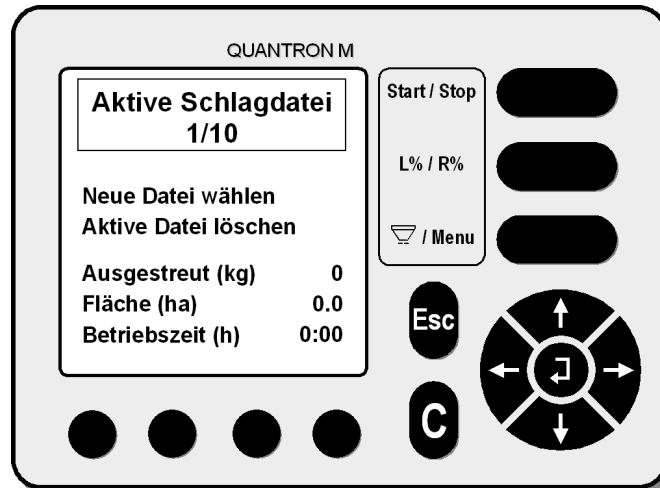 QUANTRON M
Aktive Schlagdatei
1/10
Neue Datei wählen
Aktive Datei löschen
Ausgestreut (kg) 0
Fläche (ha) 0.0
Betriebszeit (h) 0:00
Start / Stop
L% / R%
/ Menu
Esc
C